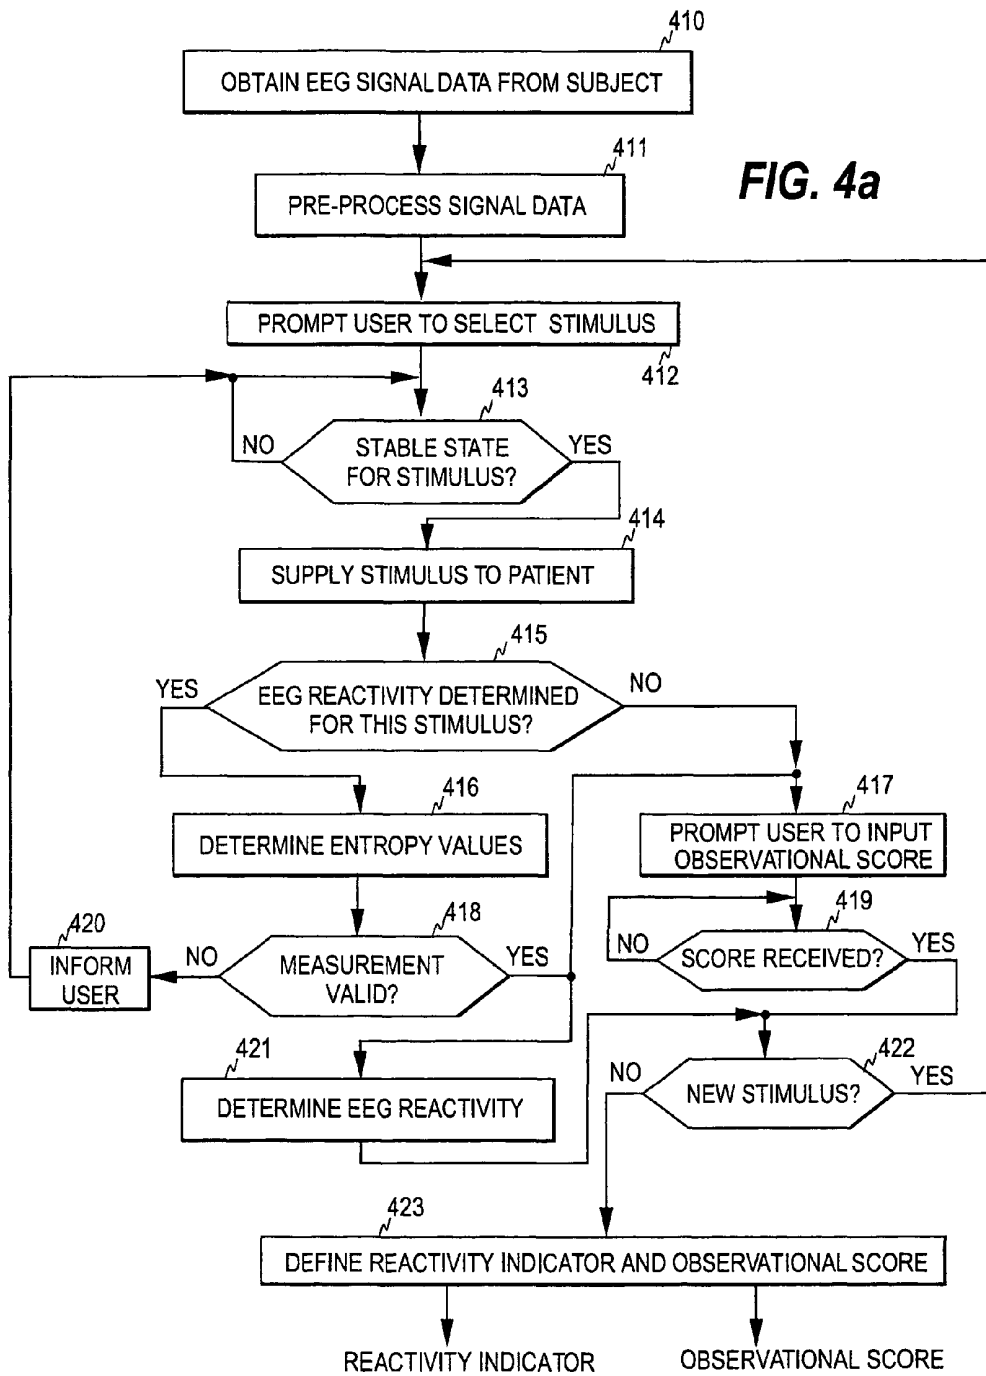 410
OBTAIN EEG SIGNAL DATA FROM SUBJECT
411
PRE-PROCESS SIGNAL DATA
FIG. 4a
PROMPT USER TO SELECT STIMULUS
412
413
NO
STABLE STATE
FOR STIMULUS?
YES
414
SUPPLY STIMULUS TO PATIENT
415
YES
EEG REACTIVITY DETERMINED
FOR THIS STIMULUS?
NO
416
DETERMINE ENTROPY VALUES
417
PROMPT USER TO INPUT
OBSERVATIONAL SCORE
418
NO
MEASUREMENT
VALID?
YES
419
NO
SCORE RECEIVED?
YES
420
INFORM
USER
421
DETERMINE EEG REACTIVITY
422
NO
NEW STIMULUS?
YES
423
DEFINE REACTIVITY INDICATOR AND OBSERVATIONAL SCORE
REACTIVITY INDICATOR
OBSERVATIONAL SCORE